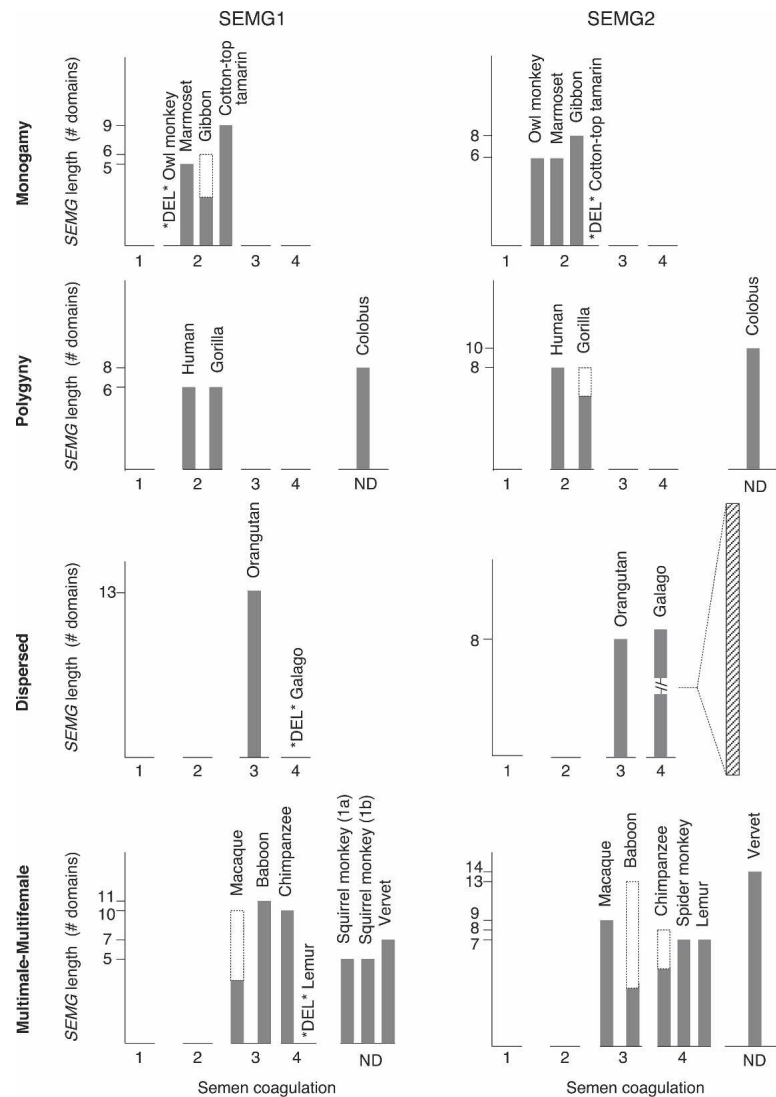 SEMG1
SEMG2
Monogamy
SEMG length (# domains)
9
6
5
*DEL* Owl monkey
Marmoset
Gibbon
Cotton-top
tamarin
1
2
3
4
8
6
Owl monkey
Marmoset
Gibbon
*DEL* Cotton-top tamarin
1
2
3
4
Polygyny
SEMG length (# domains)
8
6
Human
Gorilla
Colobus
1
2
3
4
ND
10
8
Human
Gorilla
Colobus
1
2
3
4
ND
Dispersed
SEMG length (# domains)
13
Orangutan
*DEL* Galago
1
2
3
4
8
Orangutan
Galago
//
1
2
3
4
Multimale-Multifemale
SEMG length (# domains)
11
10
7
5
Macaque
Baboon
Chimpanzee
*DEL* Lemur
Squirrel monkey (1a)
Squirrel monkey (1b)
Vervet
1
2
3
4
ND
Semen coagulation
14
13
9
8
7
Macaque
Baboon
Chimpanzee
Spider monkey
Lemur
Vervet
1
2
3
4
ND
Semen coagulation